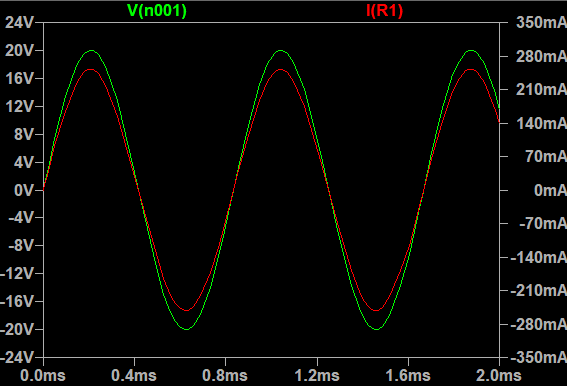 V(n001) I(R1)
24V 350mA
20V 280mA
16V 210mA
12V 140mA
8V 70mA
4V 0mA
0V -70mA
-4V -140mA
-8V -210mA
-12V -280mA
-16V -350mA
-20V
-24V
0.0ms 0.4ms 0.8ms 1.2ms 1.6ms 2.0ms